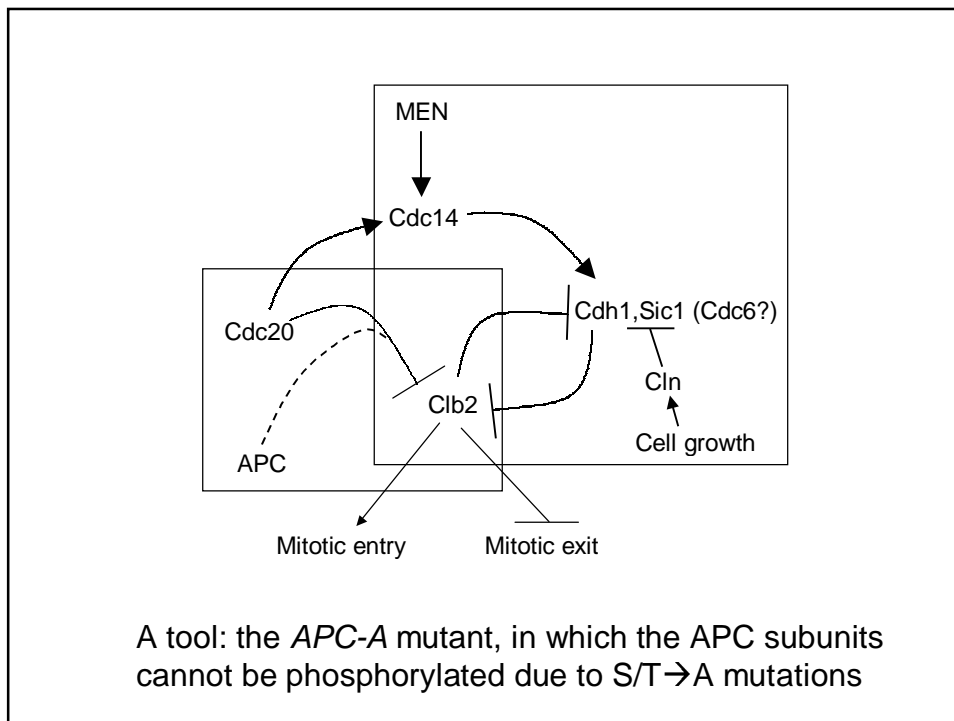 MEN
Cdc14
Cdc20
Cdh1,Sic1 (Cdc6?)
Cln
Clb2
Cell growth
APC
Mitotic entry
Mitotic exit
A tool: the APC-A mutant, in which the APC subunits
cannot be phosphorylated due to S/T→A mutations